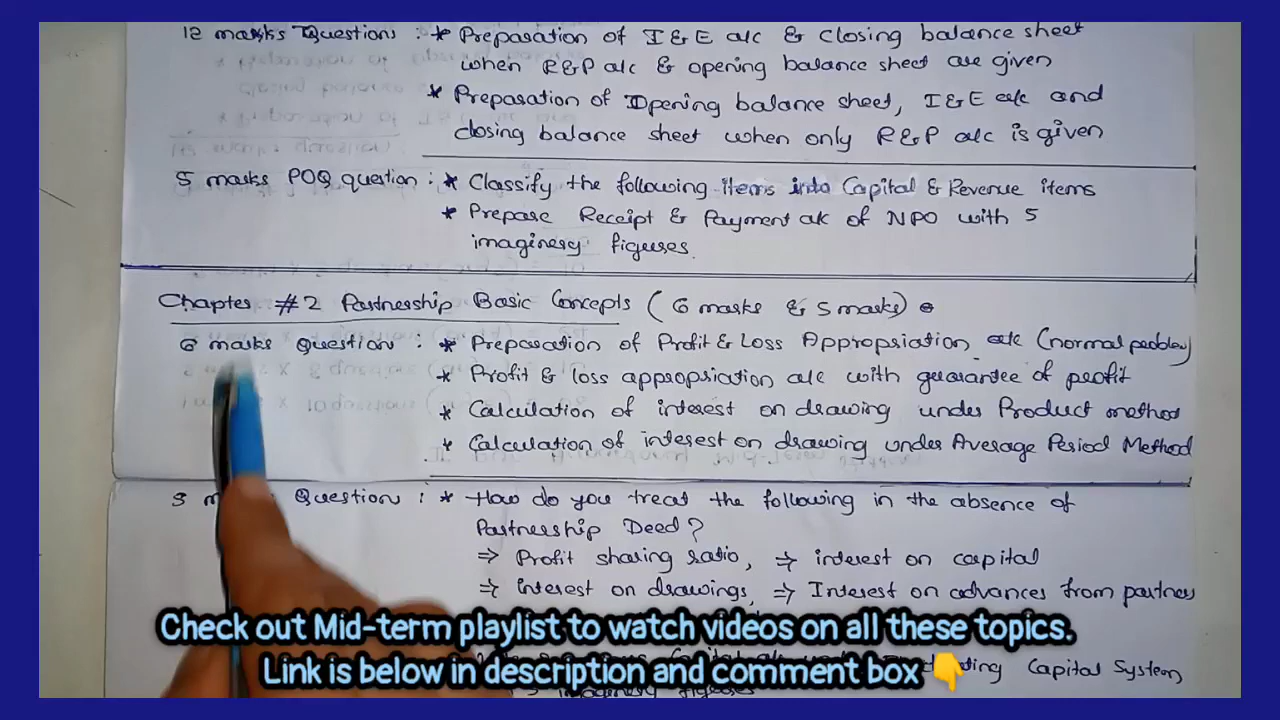 12 marks Questions : * Preparation of I & E a/c & Closing balance sheet
when R&P a/c & opening balance sheet are given
* Preparation of Opening balance sheet, I & E a/c and
closing balance sheet when only R&P a/c is given
5 marks POQ question : * Classify the following items into Capital & Revenue items
* Prepare Receipt & Payment a/c of NPO with 5
imaginery figures.
Chapter #2 Partnership Basic Concepts (6 marks & 5 marks)
6 marks question : * Preparation of Profit & Loss Appropriation a/c (normal problem)
* Profit & loss appropriation a/c with guarantee of profit
* Calculation of interest on drawing under Product method
* Calculation of interest on drawing under Average Period Method
5 Question : * How do you treat the following in the absence of
Partnership Deed?
⇒ Profit sharing ratio, ⇒ interest on capital
⇒ interest on drawings, ⇒ Interest on advances from partner
Check out Mid-term playlist to watch videos on all these topics.
Link is below in description and comment box 👇
Capital System,